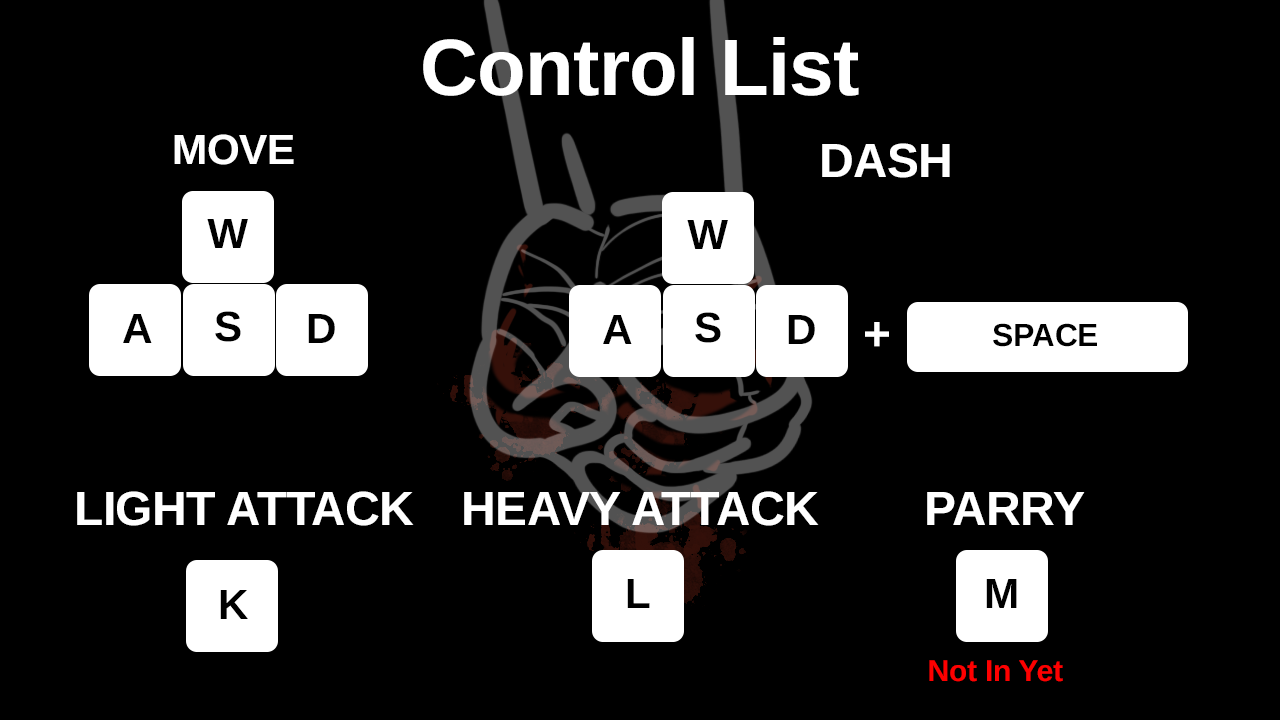 Control List
MOVE
W
A S D
DASH
W
A S D + SPACE
LIGHT ATTACK
K
HEAVY ATTACK
L
PARRY
M
Not In Yet